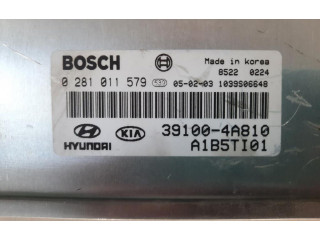 BOSCH Made in korea
8522 0224
0 281 011 579 05-02-03 1039S06648
39100-4A810
HYUNDAI KIA A1B5TI01